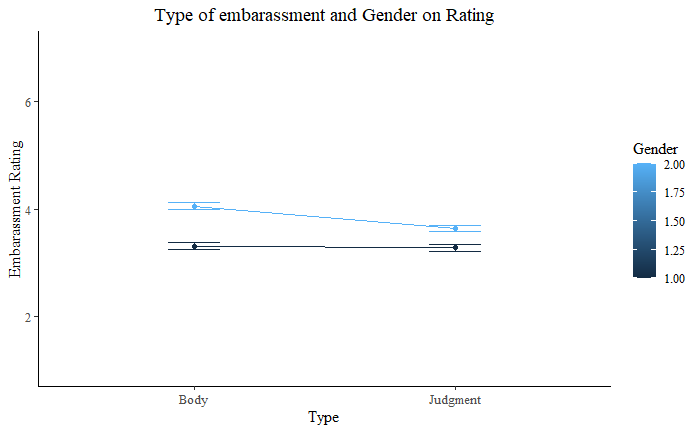 Type of embarassment and Gender on Rating
Embarassment Rating
6
4
2
Body
Judgment
Type
Gender
2.00
1.75
1.50
1.25
1.00